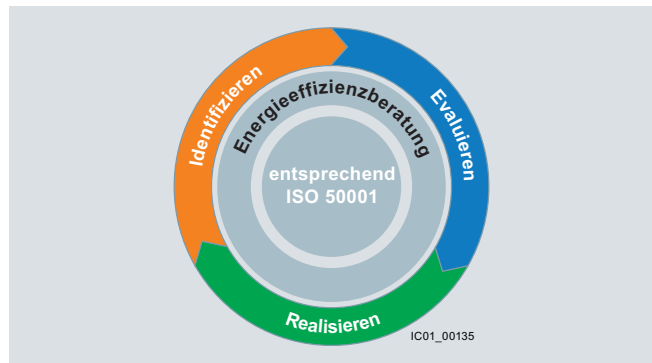 Identifizieren
Evaluieren
Energieeffizienzberatung
entsprechend
ISO 50001
Realisieren
IC01_00135